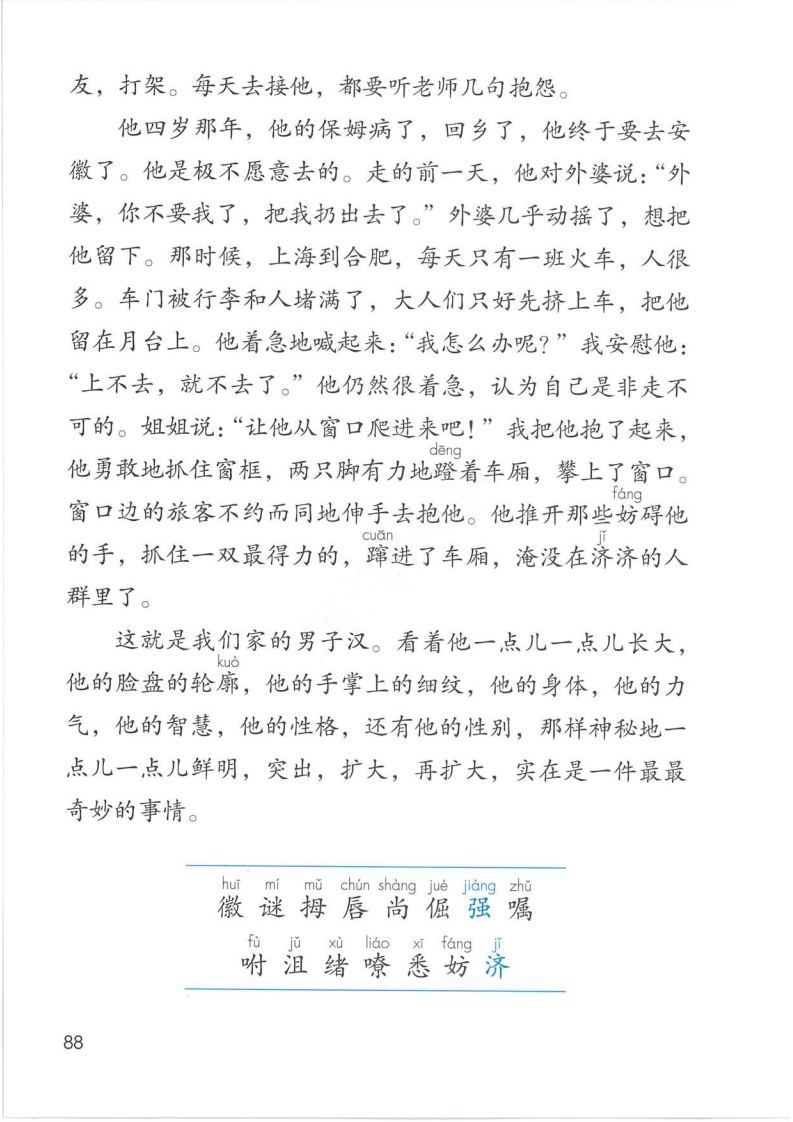 友，打架。每天去接他，都要听老师几句抱怨。
他四岁那年，他的保姆病了，回乡了，他终于要去安
徽了。他是极不愿意去的。走的前一天，他对外婆说：“外
婆，你不要我了，把我扔出去了。”外婆几乎动摇了，想把
他留下。那时候，上海到合肥，每天只有一班火车，人很
多。车门被行李和人堵满了，大人们只好先挤上车，把他
留在月台上。他着急地喊起来：“我怎么办呢？”我安慰他：
“上不去，就不去了。”他仍然很着急，认为自己是非走不
可的。姐姐说：“让他从窗口爬进来吧！”我把他抱了起来，
dēng
他勇敢地抓住窗框，两只脚有力地蹬着车厢，攀上了窗口。
fáng
窗口边的旅客不约而同地伸手去抱他。他推开那些妨碍他
cuān jǐ
的手，抓住一双最得力的，蹿进了车厢，淹没在济济的人
群里了。
这就是我们家的男子汉。看着他一点儿一点儿长大，
kuò
他的脸盘的轮廓，他的手掌上的细纹，他的身体，他的力
气，他的智慧，他的性格，还有他的性别，那样神秘地一
点儿一点儿鲜明，突出，扩大，再扩大，实在是一件最最
奇妙的事情。
huī mí mǔ chún shàng jué jiàng zhǔ
徽 谜 拇 唇 尚 倔 强 嘱
fù jǔ xù liáo xī fáng jǐ
咐 沮 绪 嘹 悉 妨 济
88